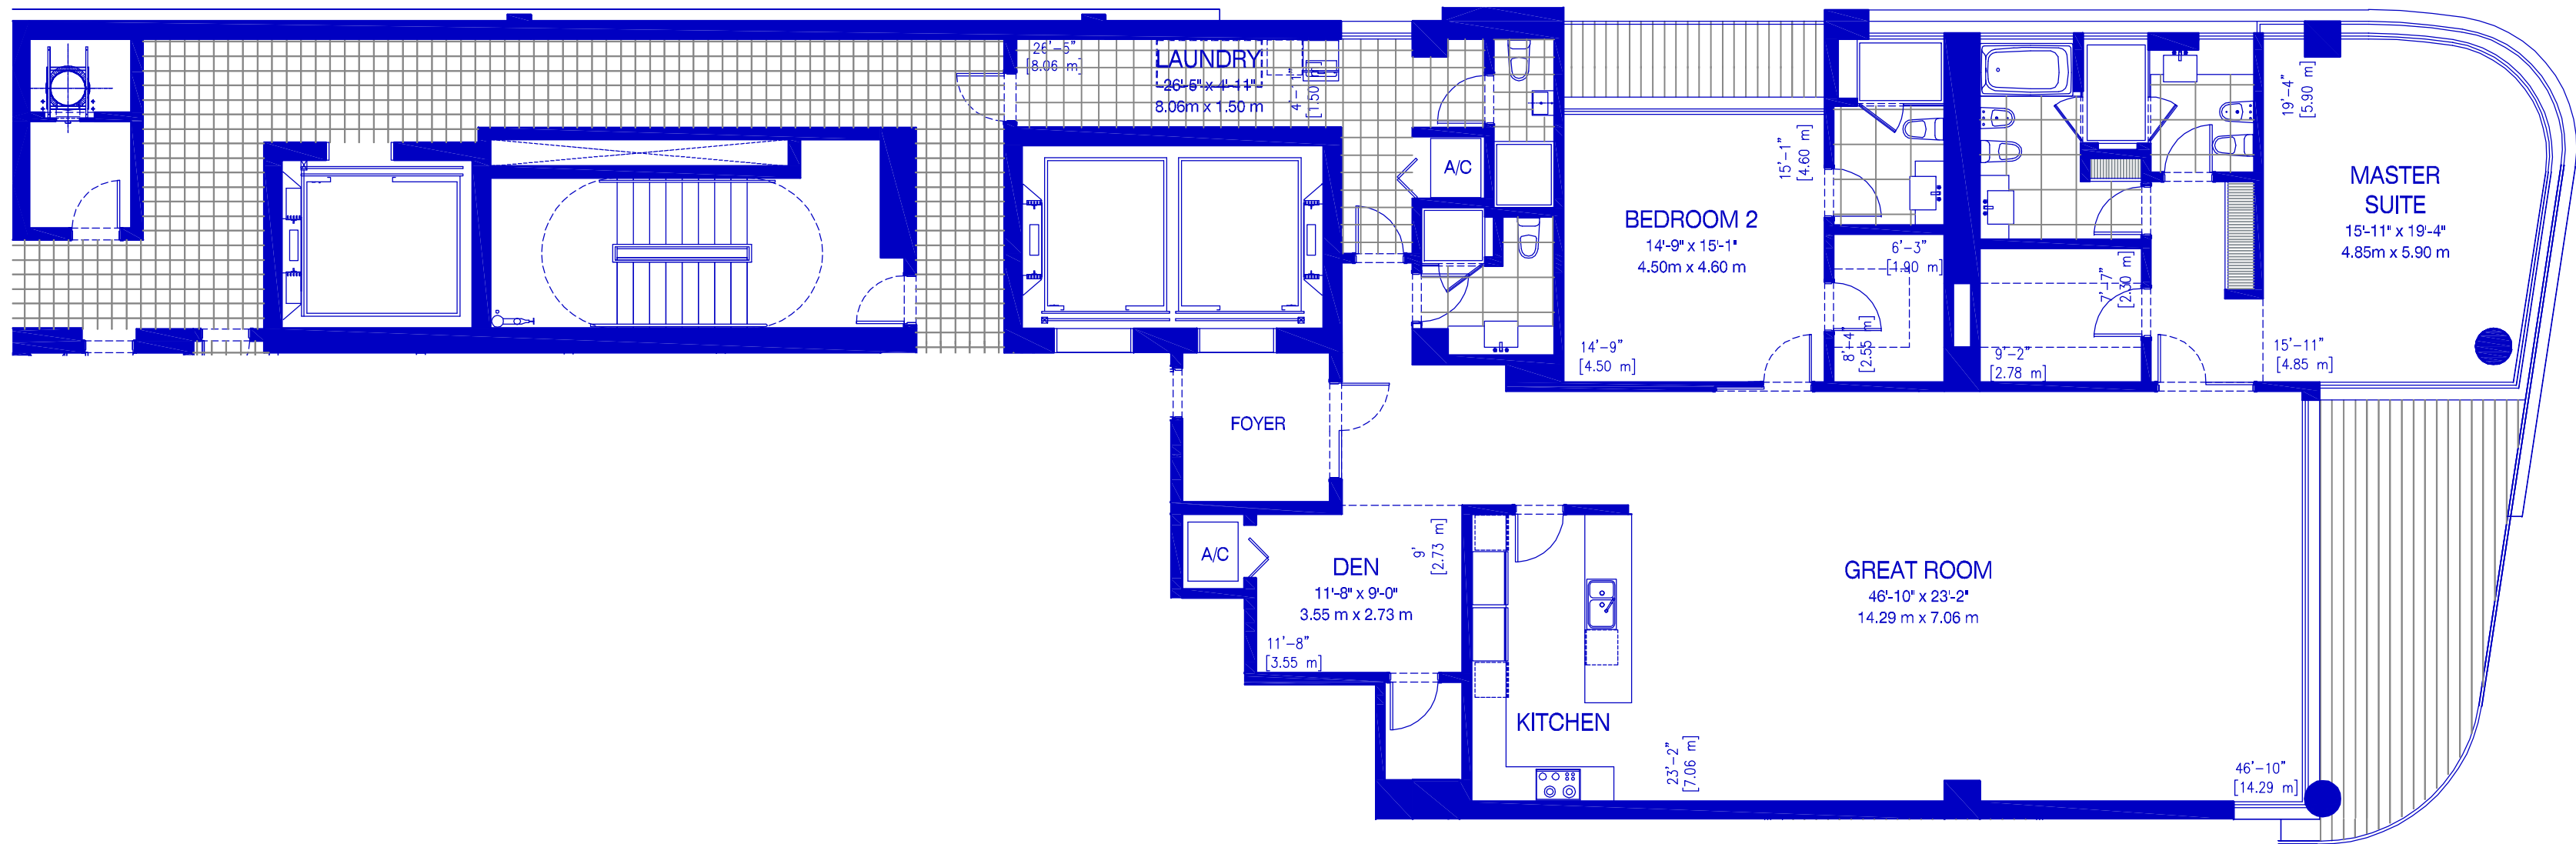 26'-5"
[8.06 m]
LAUNDRY
26'-5" x 4'-11"
8.06m x 1.50 m
4'-11"
[1.50 m]
A/C
BEDROOM 2
14'-9" x 15'-1"
4.50m x 4.60 m
15'-1"
[4.60 m]
14'-9"
[4.50 m]
6'-3"
[1.90 m]
8'-4"
[2.55 m]
7'-7"
[2.30 m]
9'-2"
[2.78 m]
19'-4"
[5.90 m]
MASTER
SUITE
15'-11" x 19'-4"
4.85m x 5.90 m
15'-11"
[4.85 m]
FOYER
A/C
DEN
11'-8" x 9'-0"
3.55 m x 2.73 m
9'
[2.73 m]
11'-8"
[3.55 m]
KITCHEN
GREAT ROOM
46'-10" x 23'-2"
14.29 m x 7.06 m
23'-2"
[7.06 m]
46'-10"
[14.29 m]